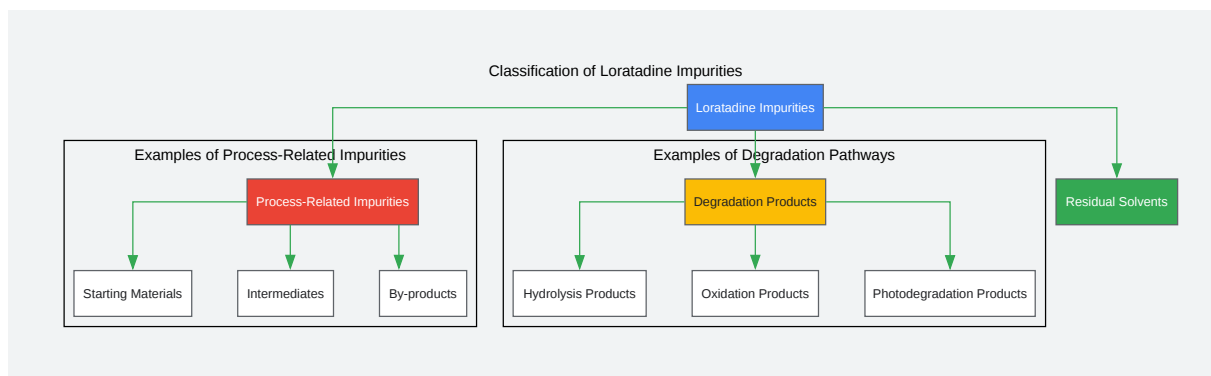 Classification of Loratadine Impurities
Loratadine Impurities
Examples of Process-Related Impurities
Examples of Degradation Pathways
Process-Related Impurities
Degradation Products
Residual Solvents
Starting Materials
Intermediates
By-products
Hydrolysis Products
Oxidation Products
Photodegradation Products